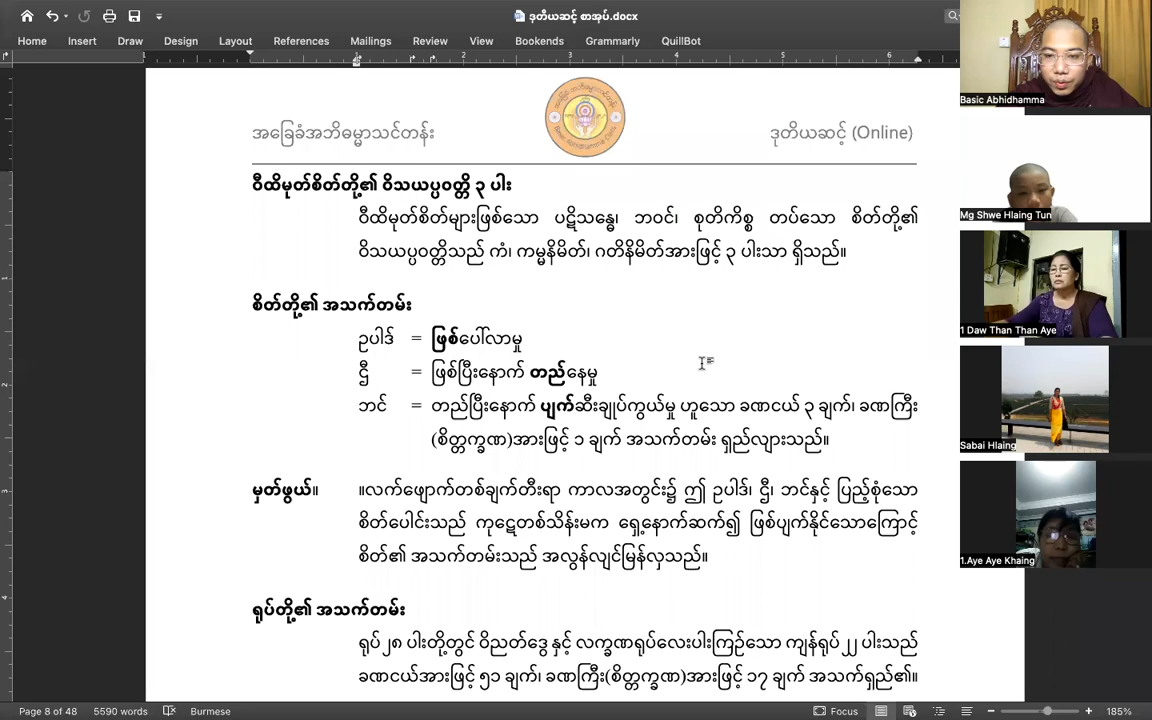 ဒုတိယဆင့် စာအုပ်.docx
Home Insert Draw Design Layout References Mailings Review View Bookends Grammarly QuillBot
အခြေခံအဘိဓမ္မာသင်တန်း
ဒုတိယဆင့် (Online)
ဝီထိမုတ်စိတ်တို့၏ ဝိသယပ္ပဝတ္တိ ၃ ပါး
ဝီထိမုတ်စိတ်များဖြစ်သော ပဋိသန္ဓေ၊ ဘဝင်၊ စုတိကိစ္စ တပ်သော စိတ်တို့၏
ဝိသယပ္ပဝတ္တိသည် ကံ၊ ကမ္မနိမိတ်၊ ဂတိနိမိတ်အားဖြင့် ၃ ပါးသာ ရှိသည်။
စိတ်တို့၏ အသက်တမ်း
ဥပါဒ် = ဖြစ်ပေါ်လာမှု
ဌီ = ဖြစ်ပြီးနောက် တည်နေမှု
ဘင် = တည်ပြီးနောက် ပျက်ဆီးချုပ်ကွယ်မှု ဟူသော ခဏငယ် ၃ ချက်၊ ခဏကြီး
(စိတ္တက္ခဏ)အားဖြင့် ၁ ချက် အသက်တမ်း ရှည်လျားသည်။
မှတ်ဖွယ်။ ။လက်ဖျောက်တစ်ချက်တီးရာ ကာလအတွင်း၌ ဤ ဥပါဒ်၊ ဌီ၊ ဘင်နှင့် ပြည့်စုံသော
စိတ်ပေါင်းသည် ကုဋေတစ်သိန်းမက ရှေ့နောက်ဆက်၍ ဖြစ်ပျက်နိုင်သောကြောင့်
စိတ်၏ အသက်တမ်းသည် အလွန်လျင်မြန်လှသည်။
ရုပ်တို့၏ အသက်တမ်း
ရုပ်၂၈ ပါးတို့တွင် ဝိညတ်ဒွေ နှင့် လက္ခဏရုပ်လေးပါးကြဉ်သော ကျန်ရုပ်၂၂ ပါးသည်
ခဏငယ်အားဖြင့် ၅၁ ချက်၊ ခဏကြီး(စိတ္တက္ခဏ)အားဖြင့် ၁၇ ချက် အသက်ရှည်၏။
Basic Abhidhamma
Mg Shwe Hlaing Tun
1 Daw Than Than Aye
Sabai Hlaing
1.Aye Aye Khaing
Page 8 of 48 5590 words Burmese Focus 185%